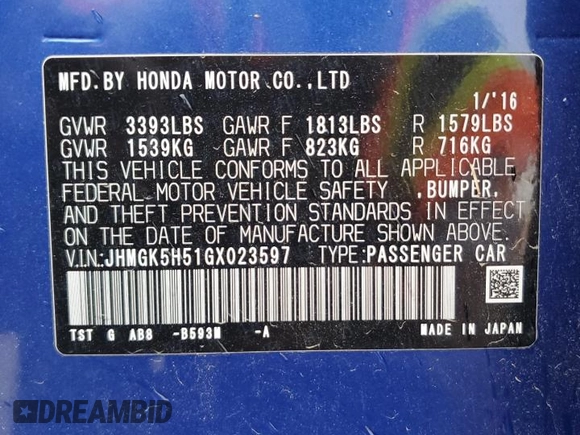 MFD.BY HONDA MOTOR CO.,LTD
1/'16
GVWR 3393LBS GAWR F 1813LBS R 1579LBS
GVWR 1539KG GAWR F 823KG R 716KG
THIS VEHICLE CONFORMS TO ALL APPLICABLE
FEDERAL MOTOR VEHICLE SAFETY ,BUMPER,
AND THEFT PREVENTION STANDARDS IN EFFECT
ON THE DATE OF MANUFACTURE SHOWN ABOVE.
V.I.N:JHMGK5H51GX023597 TYPE:PASSENGER CAR
TST G AB8 -B593M -A MADE IN JAPAN
DREAMBID